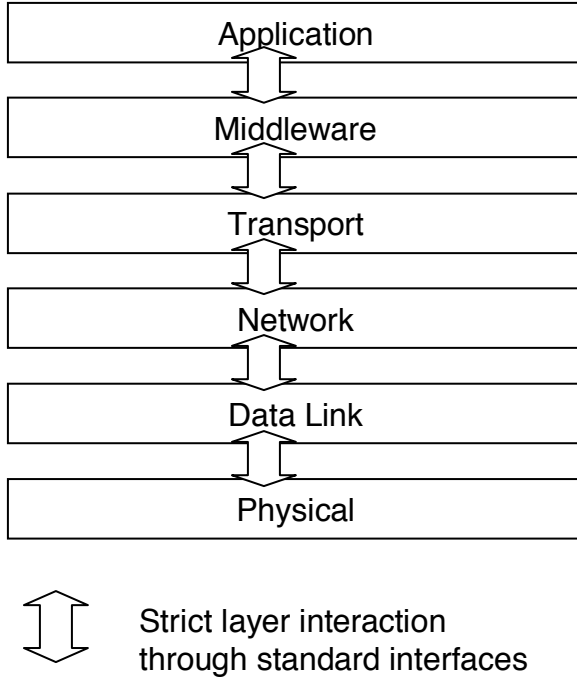 Application
Middleware
Transport
Network
Data Link
Physical
Strict layer interaction
through standard interfaces